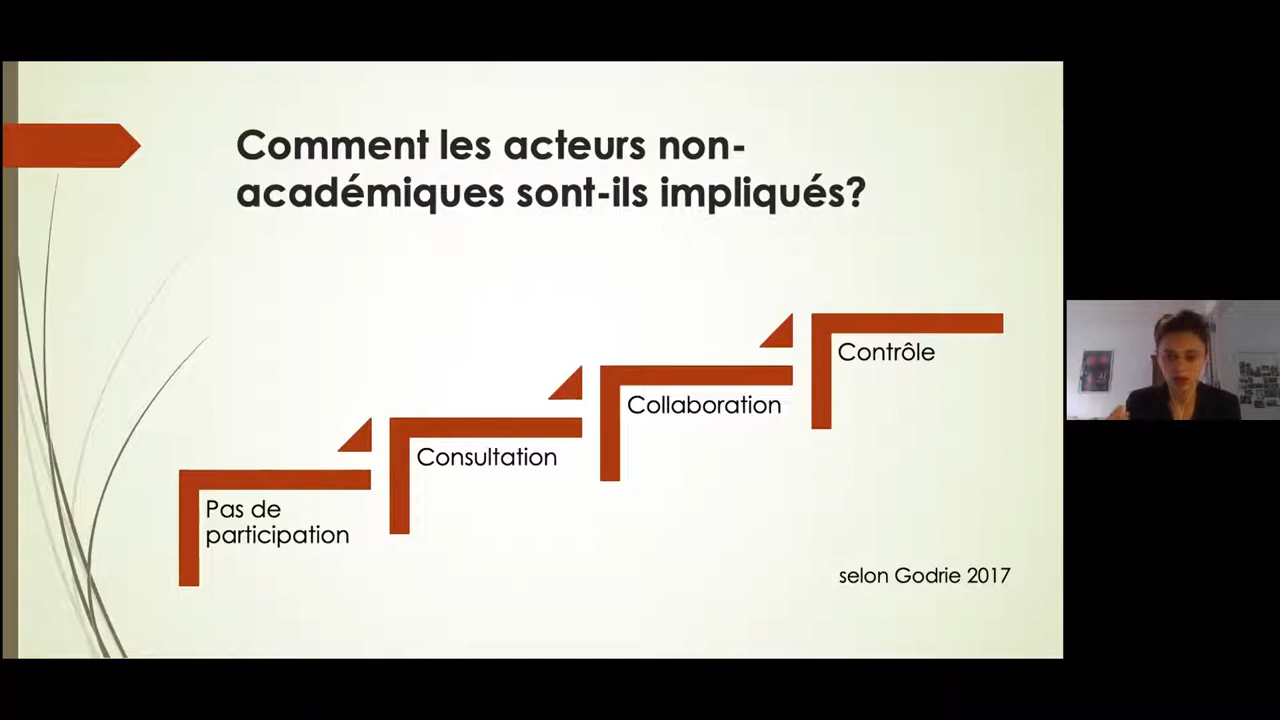 Comment les acteurs non-
académiques sont-ils impliqués?
Pas de
participation
Consultation
Collaboration
Contrôle
selon Godrie 2017